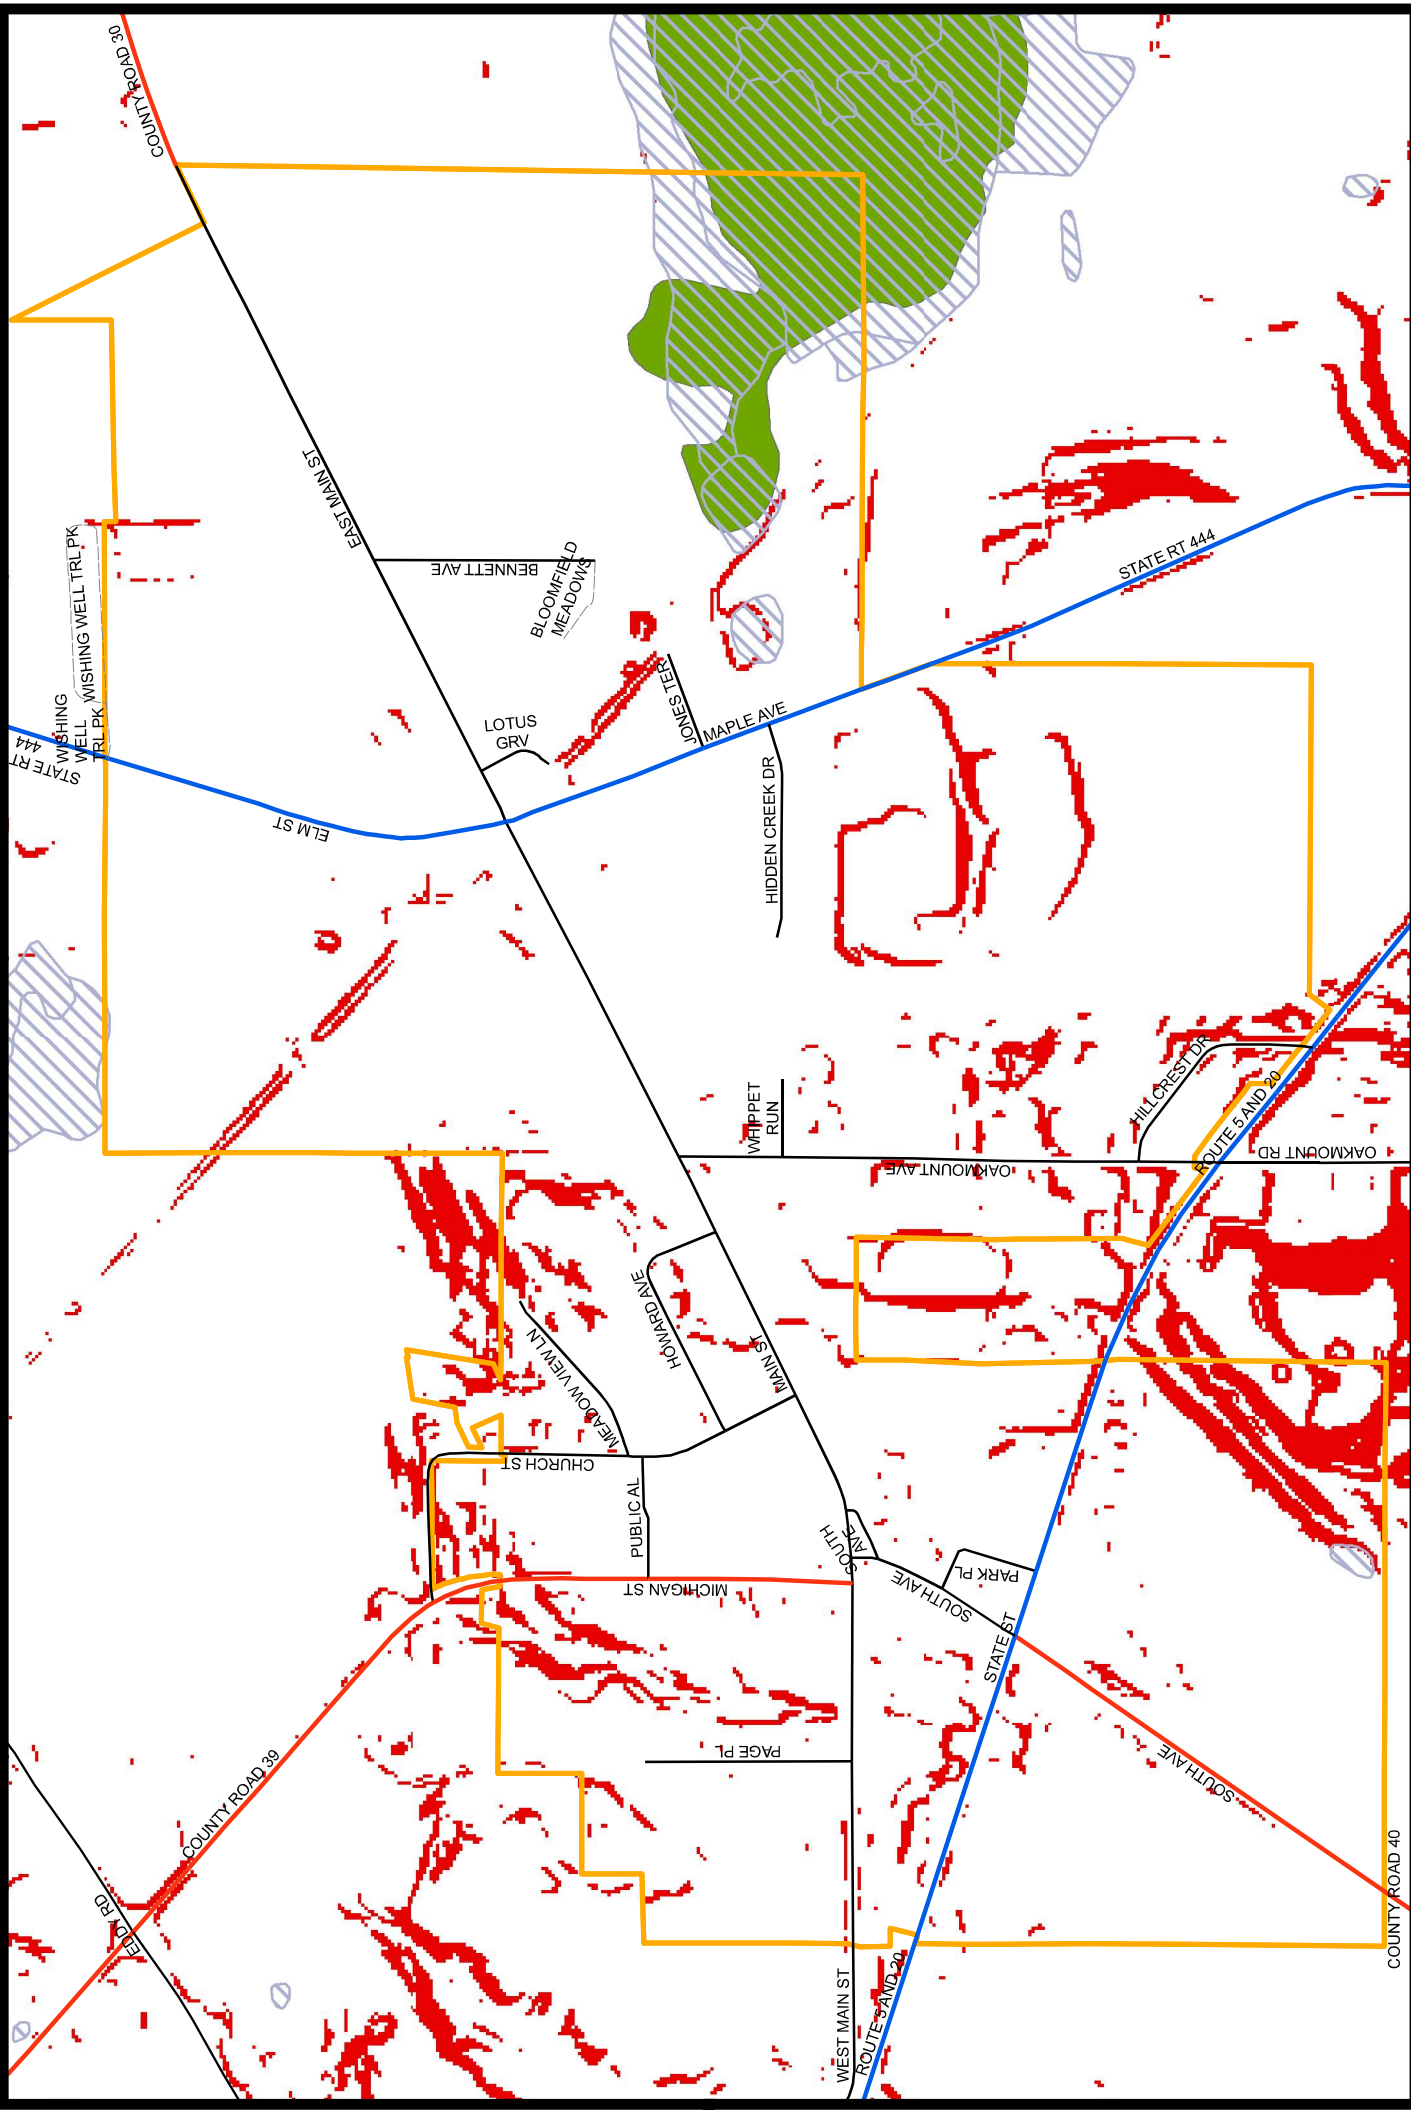 COUNTY ROAD 30
EAST MAIN ST
WISHING WELL TRL PK
WISHING
WELL
TRL PK
STATE RT 444
BENNETT AVE
BLOOMFIELD
MEADOWS
STATE RT 444
LOTUS
GRV
JONES TER
MAPLE AVE
ELM ST
HIDDEN CREEK DR
HILLCREST DR
WHIPPET
RUN
ROUTE 5 AND 20
OAKMOUNT AVE
OAKMOUNT RD
HOWARD AVE
MAIN ST
MEADOW VIEW LN
CHURCH ST
PUBLIC AL
SOUTH
AVE
PARK PL
MICHIGAN ST
SOUTH AVE
STATE ST
PAGE PL
SOUTH AVE
COUNTY ROAD 39
COUNTY ROAD 40
EDDY RD
WEST MAIN ST
ROUTE 5 AND 20